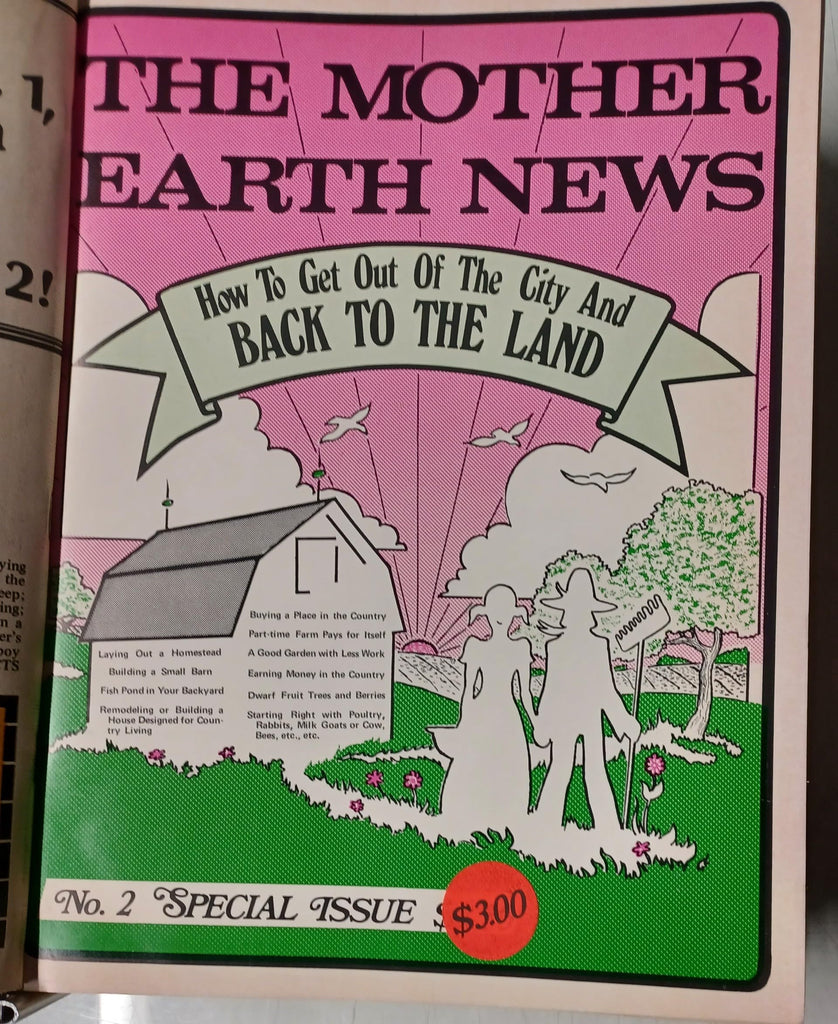 THE MOTHER
EARTH NEWS
How To Get Out Of The City And
BACK TO THE LAND
Laying Out a Homestead
Building a Small Barn
Fish Pond in Your Backyard
Remodeling or Building a
House Designed for Coun-
try Living
Buying a Place in the Country
Part-time Farm Pays for Itself
A Good Garden with Less Work
Earning Money in the Country
Dwarf Fruit Trees and Berries
Starting Right with Poultry,
Rabbits, Milk Goats or Cow,
Bees, etc., etc.
No. 2 SPECIAL ISSUE $
$3.00
1,
2!
the